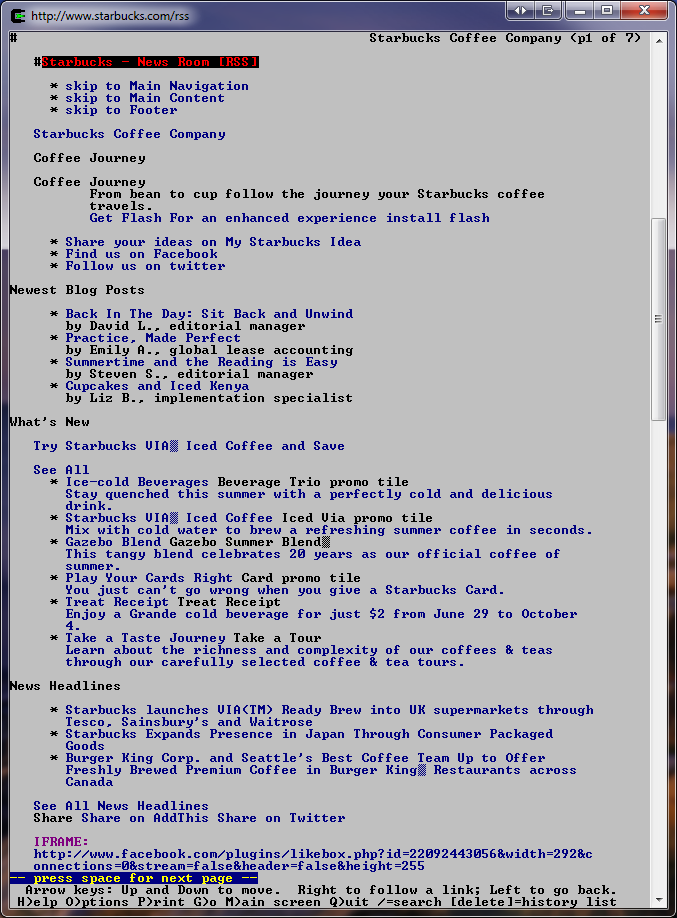 http://www.starbucks.com/rss
# Starbucks Coffee Company (p1 of 7)
#Starbucks - News Room [RSS]
* skip to Main Navigation
* skip to Main Content
* skip to Footer
Starbucks Coffee Company
Coffee Journey
Coffee Journey
From bean to cup follow the journey your Starbucks coffee
travels.
Get Flash For an enhanced experience install flash
* Share your ideas on My Starbucks Idea
* Find us on Facebook
* Follow us on twitter
Newest Blog Posts
* Back In The Day: Sit Back and Unwind
by David L., editorial manager
* Practice, Made Perfect
by Emily A., global lease accounting
* Summertime and the Reading is Easy
by Steven S., editorial manager
* Cupcakes and Iced Kenya
by Liz B., implementation specialist
What's New
Try Starbucks VIA▒ Iced Coffee and Save
See All
* Ice-cold Beverages Beverage Trio promo tile
Stay quenched this summer with a perfectly cold and delicious
drink.
* Starbucks VIA▒ Iced Coffee Iced Via promo tile
Mix with cold water to brew a refreshing summer coffee in seconds.
* Gazebo Blend Gazebo Summer Blend▒
This tangy blend celebrates 20 years as our official coffee of
summer.
* Play Your Cards Right Card promo tile
You just can't go wrong when you give a Starbucks Card.
* Treat Receipt Treat Receipt
Enjoy a Grande cold beverage for just $2 from June 29 to October
4.
* Take a Taste Journey Take a Tour
Learn about the richness and complexity of our coffees & teas
through our carefully selected coffee & tea tours.
News Headlines
* Starbucks launches VIA(TM) Ready Brew into UK supermarkets through
Tesco, Sainsbury's and Waitrose
* Starbucks Expands Presence in Japan Through Consumer Packaged
Goods
* Burger King Corp. and Seattle's Best Coffee Team Up to Offer
Freshly Brewed Premium Coffee in Burger King▒ Restaurants across
Canada
See All News Headlines
Share Share on AddThis Share on Twitter
IFRAME:
http://www.facebook.com/plugins/likebox.php?id=22092443056&width=292&c
onnections=0&stream=false&header=false&height=255
-- press space for next page --
Arrow keys: Up and Down to move. Right to follow a link; Left to go back.
H)elp O)ptions P)rint G)o M)ain screen Q)uit /=search [delete]=history list